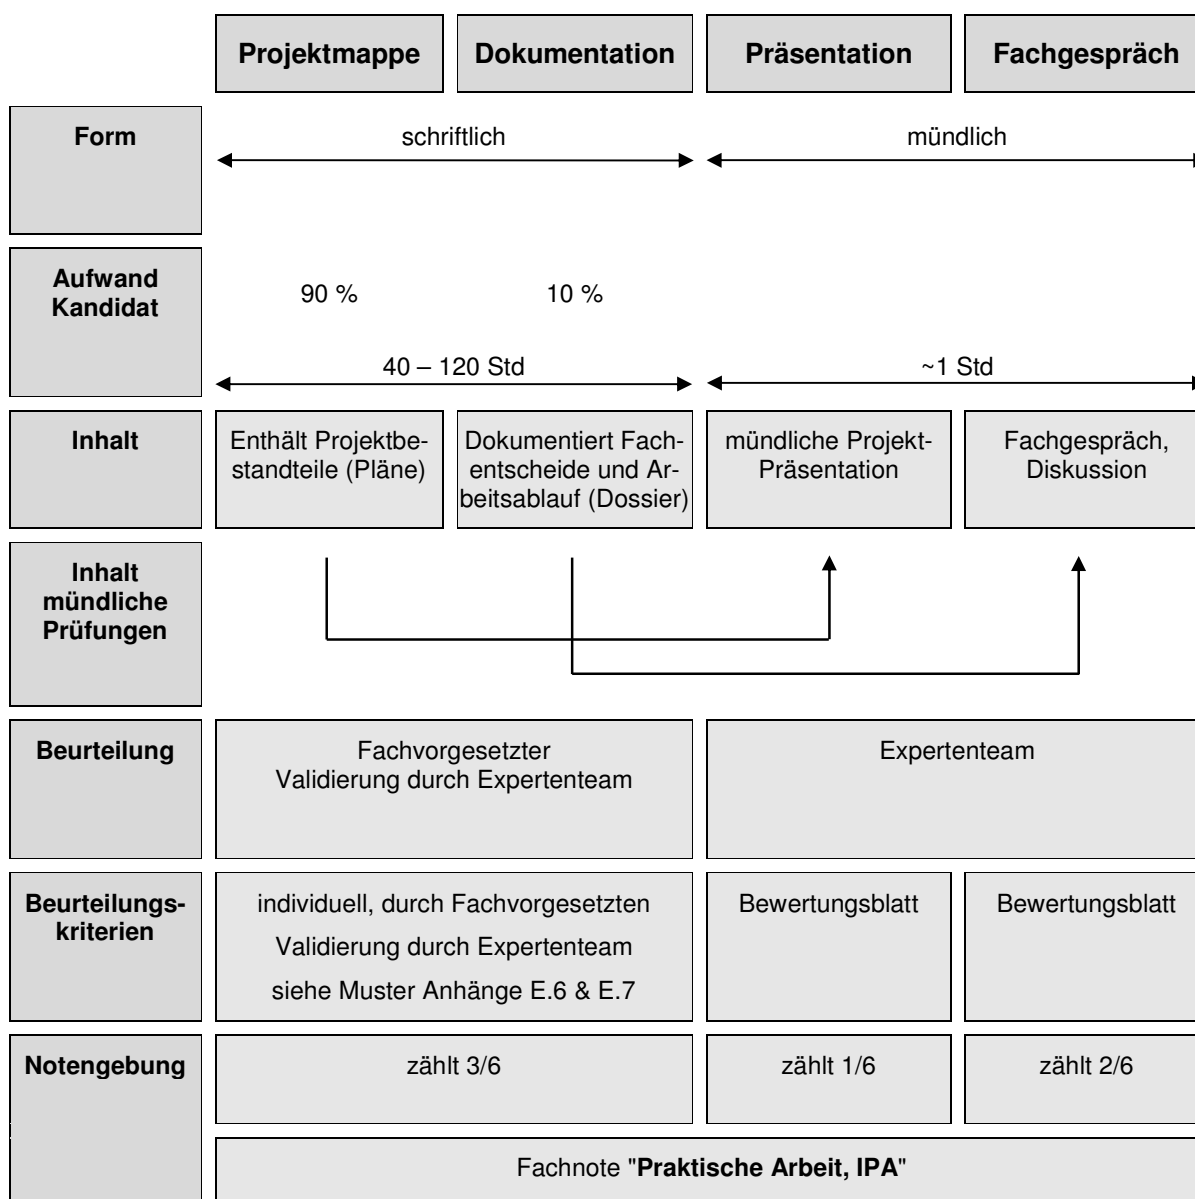 Projektmappe
Dokumentation
Präsentation
Fachgespräch
Form
schriftlich
mündlich
Aufwand
Kandidat
90 %
10 %
40 – 120 Std
~1 Std
Inhalt
Enthält Projektbe-
standteile (Pläne)
Dokumentiert Fach-
entscheide und Ar-
beitsablauf (Dossier)
mündliche Projekt-
Präsentation
Fachgespräch,
Diskussion
Inhalt
mündliche
Prüfungen
Beurteilung
Fachvorgesetzter
Validierung durch Expertenteam
Expertenteam
Beurteilungs-
kriterien
individuell, durch Fachvorgesetzten
Validierung durch Expertenteam
siehe Muster Anhänge E.6 & E.7
Bewertungsblatt
Bewertungsblatt
Notengebung
zählt 3/6
zählt 1/6
zählt 2/6
Fachnote "Praktische Arbeit, IPA"